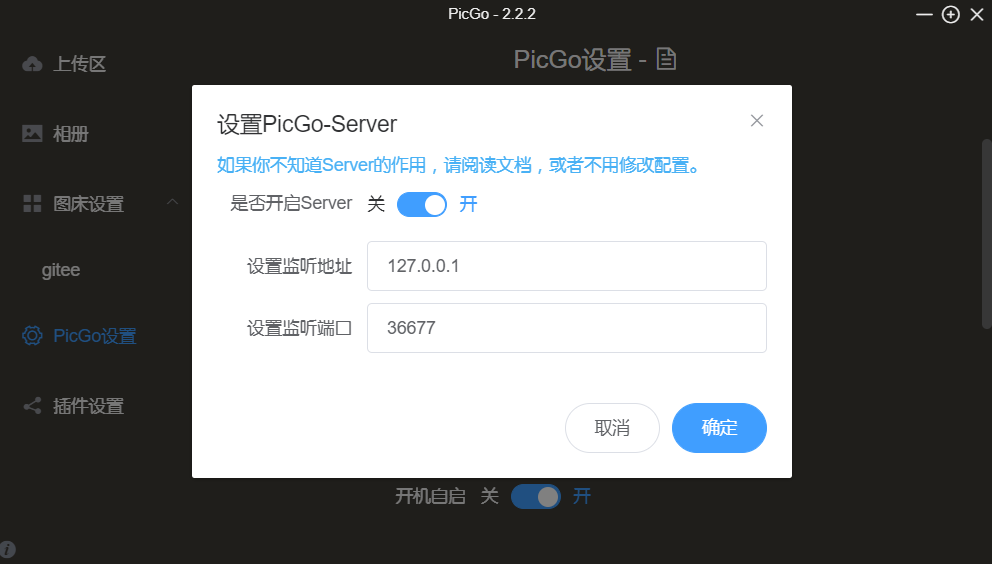 PicGo - 2.2.2
上传区
PicGo设置 -
相册
图床设置
gitee
PicGo设置
插件设置
设置PicGo-Server
如果你不知道Server的作用，请阅读文档，或者不用修改配置。
是否开启Server 关 开
设置监听地址 127.0.0.1
设置监听端口 36677
取消 确定
开机自启 关 开